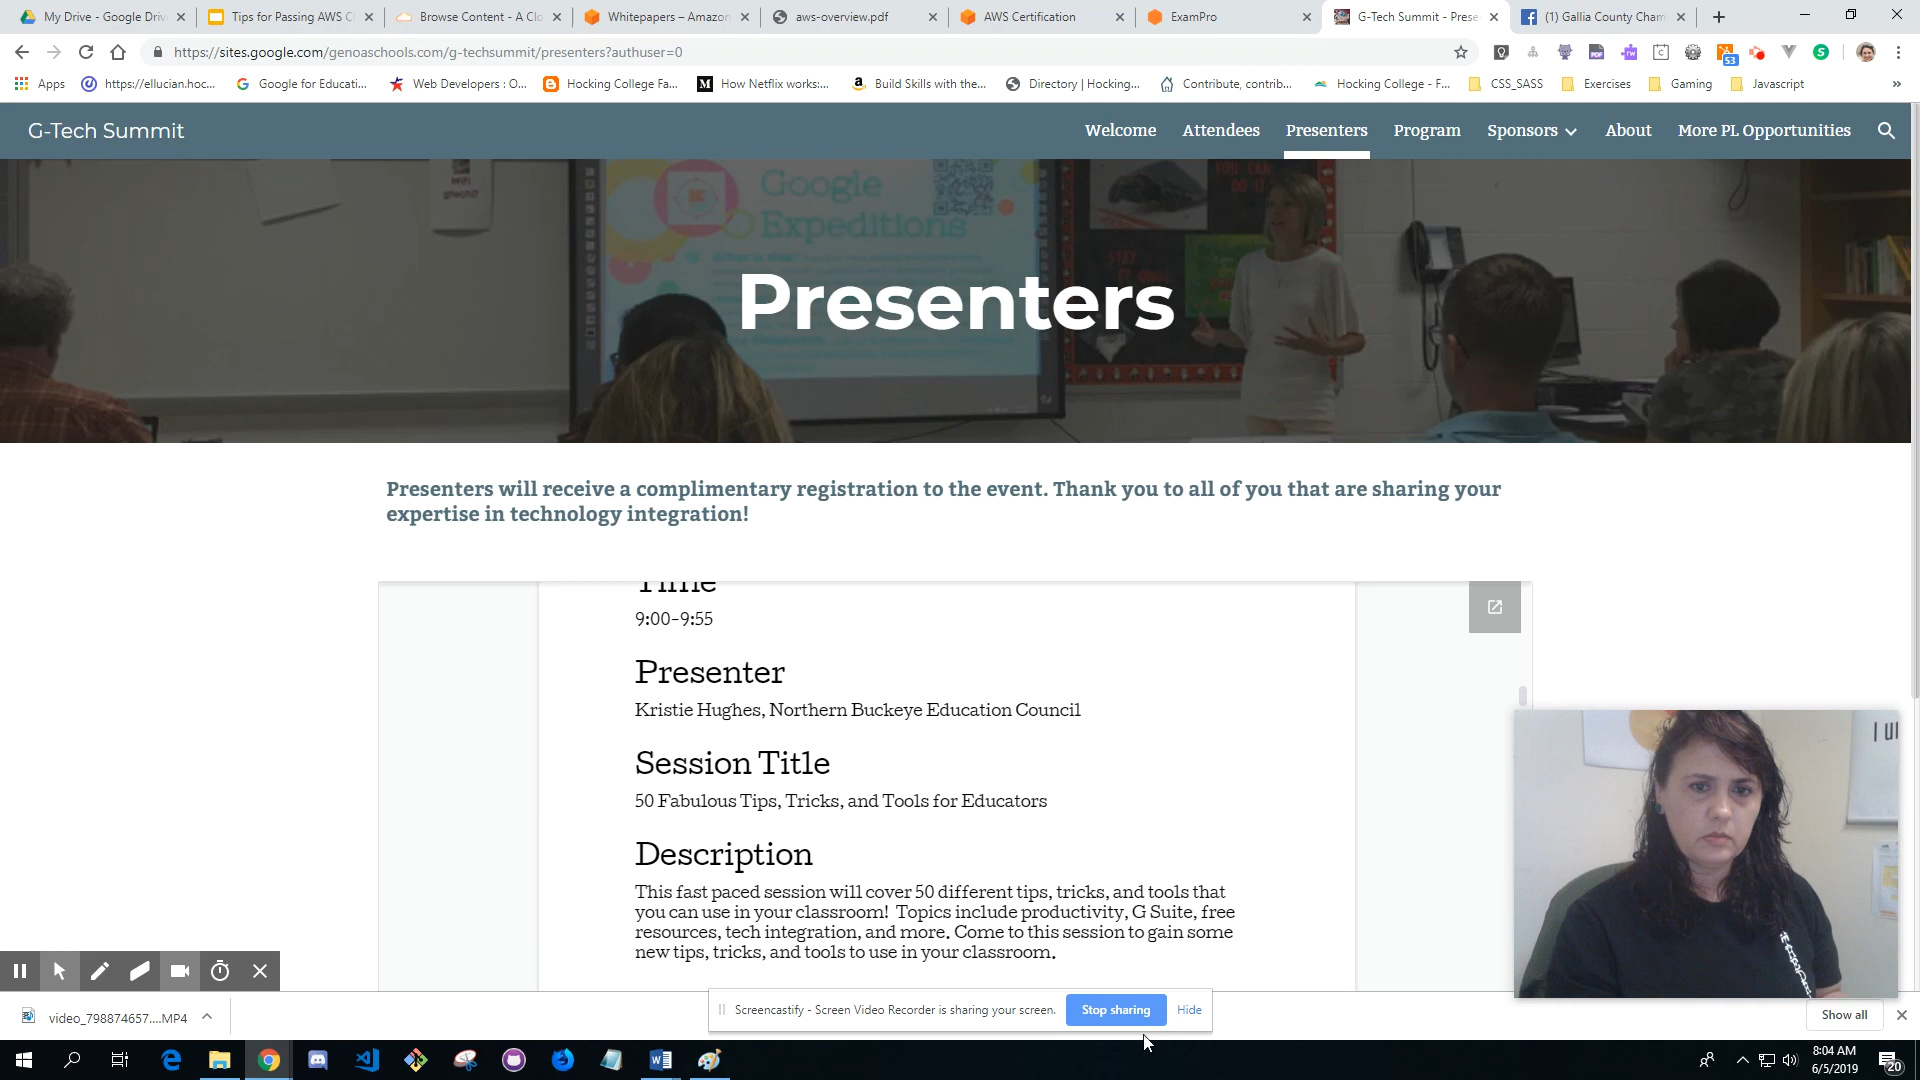 My Drive - Google Driv
Tips for Passing AWS C
Browse Content - A Clo
Whitepapers – Amazon
aws-overview.pdf
AWS Certification
ExamPro
G-Tech Summit - Prese
(1) Gallia County Cham
https://sites.google.com/genoaschools.com/g-techsummit/presenters?authuser=0
53
Apps
https://ellucian.hoc...
Google for Educati...
Web Developers : O...
Hocking College Fa...
How Netflix works:...
Build Skills with the...
Directory | Hocking...
Contribute, contrib...
Hocking College - F...
CSS_SASS
Exercises
Gaming
Javascript
G-Tech Summit
Welcome
Attendees
Presenters
Program
Sponsors
About
More PL Opportunities
Google
Expeditions
YOU CAN
DO IT
STAY
Presenters
Presenters will receive a complimentary registration to the event. Thank you to all of you that are sharing your
expertise in technology integration!
Time
9:00-9:55
Presenter
Kristie Hughes, Northern Buckeye Education Council
Session Title
50 Fabulous Tips, Tricks, and Tools for Educators
Description
This fast paced session will cover 50 different tips, tricks, and tools that
you can use in your classroom! Topics include productivity, G Suite, free
resources, tech integration, and more. Come to this session to gain some
new tips, tricks, and tools to use in your classroom.
Screencastify - Screen Video Recorder is sharing your screen.
Stop sharing
Hide
video_798874657....MP4
Show all
8:04 AM
6/5/2019
20